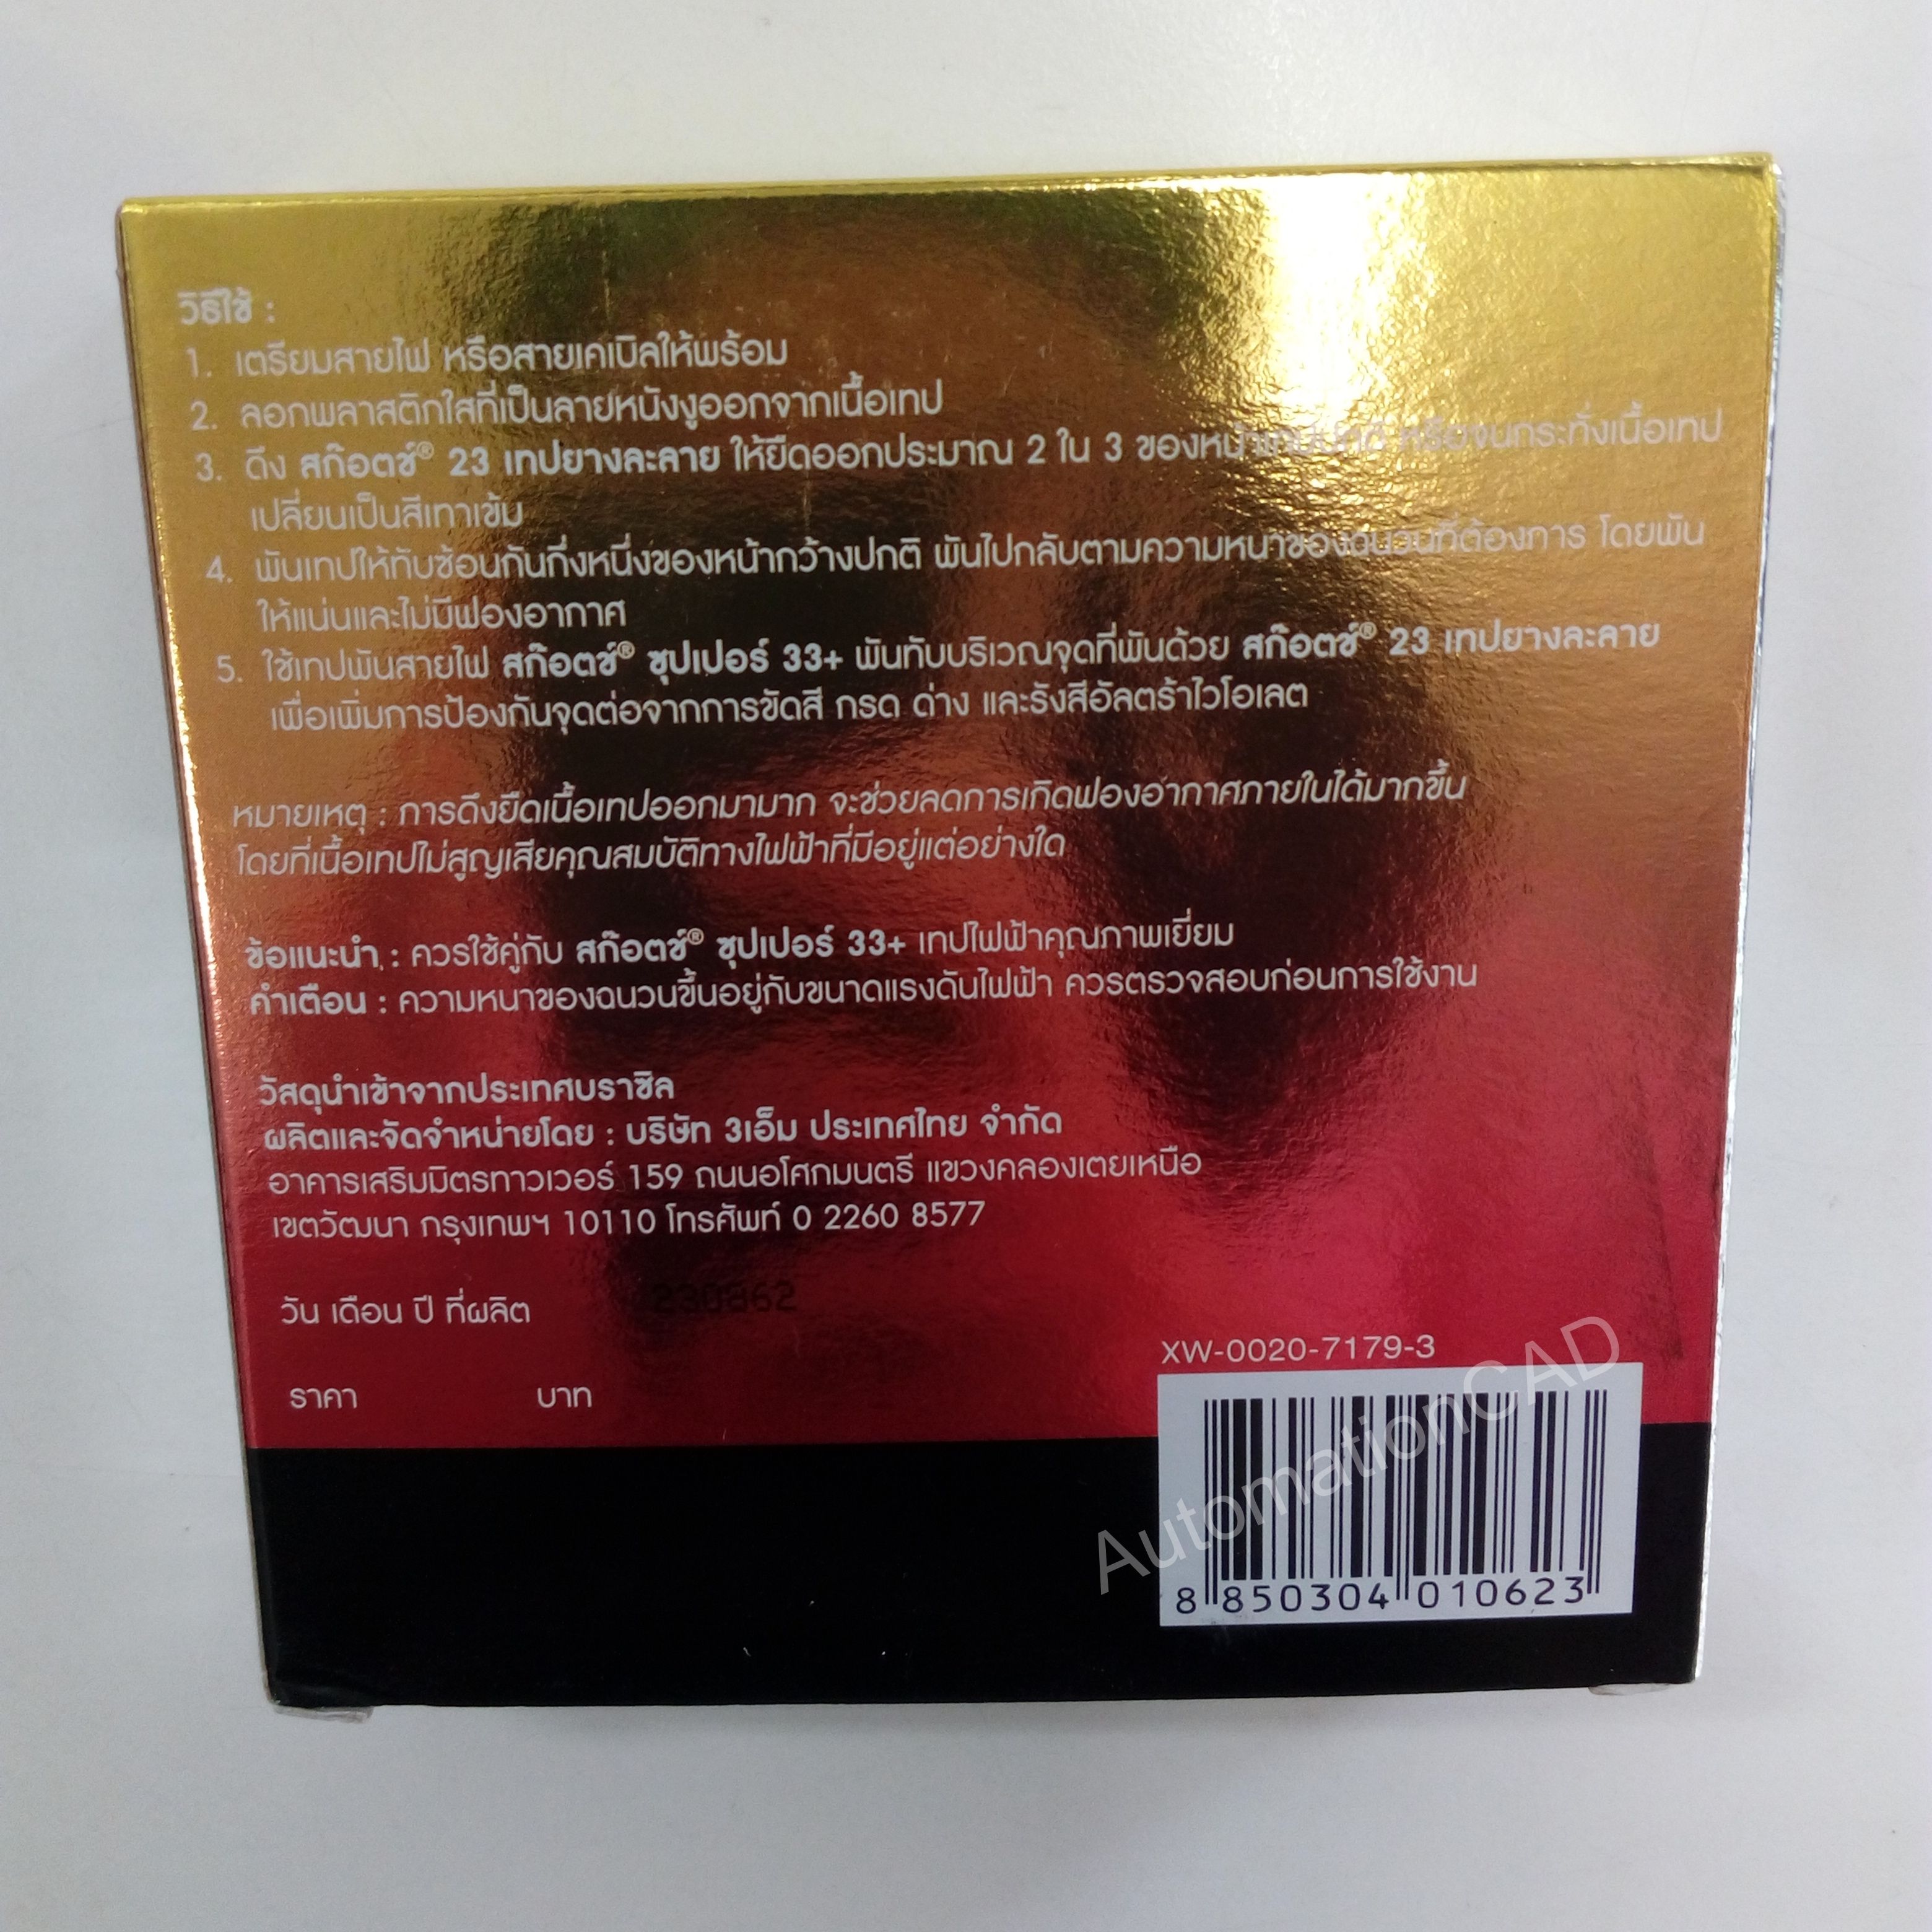 วิธีใช้ :
1. เตรียมสายไฟ หรือสายเคเบิลให้พร้อม
2. ลอกพลาสติกใสที่เป็นลายหนังงูออกจากเนื้อเทป
3. ดึง สก๊อตช์® 23 เทปยางละลาย ให้ยืดออกประมาณ 2 ใน 3 ของหน้าเทปปกติ หรือจนกระทั่งเนื้อเทป
เปลี่ยนเป็นสีเทาเข้ม
4. พันเทปให้ทับซ้อนกันกึ่งหนึ่งของหน้ากว้างปกติ พันไปกลับตามความหนาของฉนวนที่ต้องการ โดยพัน
ให้แน่นและไม่มีฟองอากาศ
5. ใช้เทปพันสายไฟ สก๊อตช์® ซุปเปอร์ 33+ พันทับบริเวณจุดที่พันด้วย สก๊อตช์® 23 เทปยางละลาย
เพื่อเพิ่มการป้องกันจุดต่อจากการขัดสี กรด ด่าง และรังสีอัลตร้าไวโอเลต
หมายเหตุ : การดึงยืดเนื้อเทปออกมามาก จะช่วยลดการเกิดฟองอากาศภายในได้มากขึ้น
โดยที่เนื้อเทปไม่สูญเสียคุณสมบัติทางไฟฟ้าที่มีอยู่แต่อย่างใด
ข้อแนะนำ : ควรใช้คู่กับ สก๊อตช์® ซุปเปอร์ 33+ เทปไฟฟ้าคุณภาพเยี่ยม
คำเตือน : ความหนาของฉนวนขึ้นอยู่กับขนาดแรงดันไฟฟ้า ควรตรวจสอบก่อนการใช้งาน
วัสดุนำเข้าจากประเทศบราซิล
ผลิตและจัดจำหน่ายโดย : บริษัท 3เอ็ม ประเทศไทย จำกัด
อาคารเสริมมิตรทาวเวอร์ 159 ถนนอโศกมนตรี แขวงคลองเตยเหนือ
เขตวัฒนา กรุงเทพฯ 10110 โทรศัพท์ 0 2260 8577
วัน เดือน ปี ที่ผลิต 230862
ราคา บาท
XW-0020-7179-3
AutomationCAD
8 850304 010623